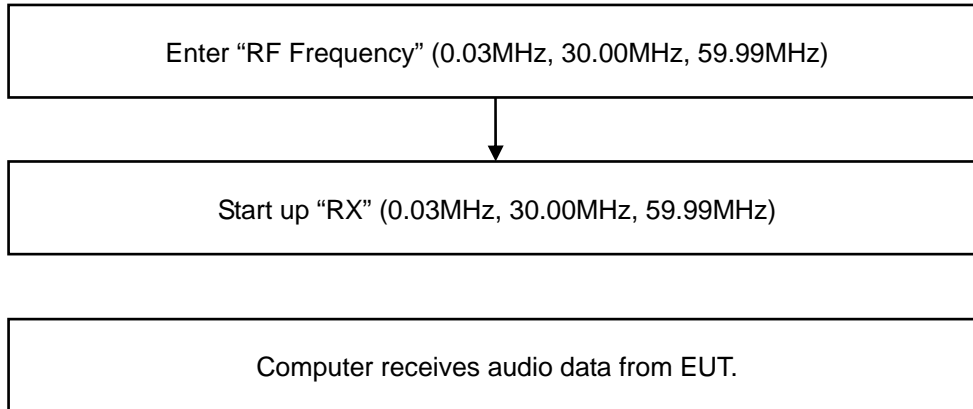 Enter “RF Frequency” (0.03MHz, 30.00MHz, 59.99MHz)
Start up “RX” (0.03MHz, 30.00MHz, 59.99MHz)
Computer receives audio data from EUT.